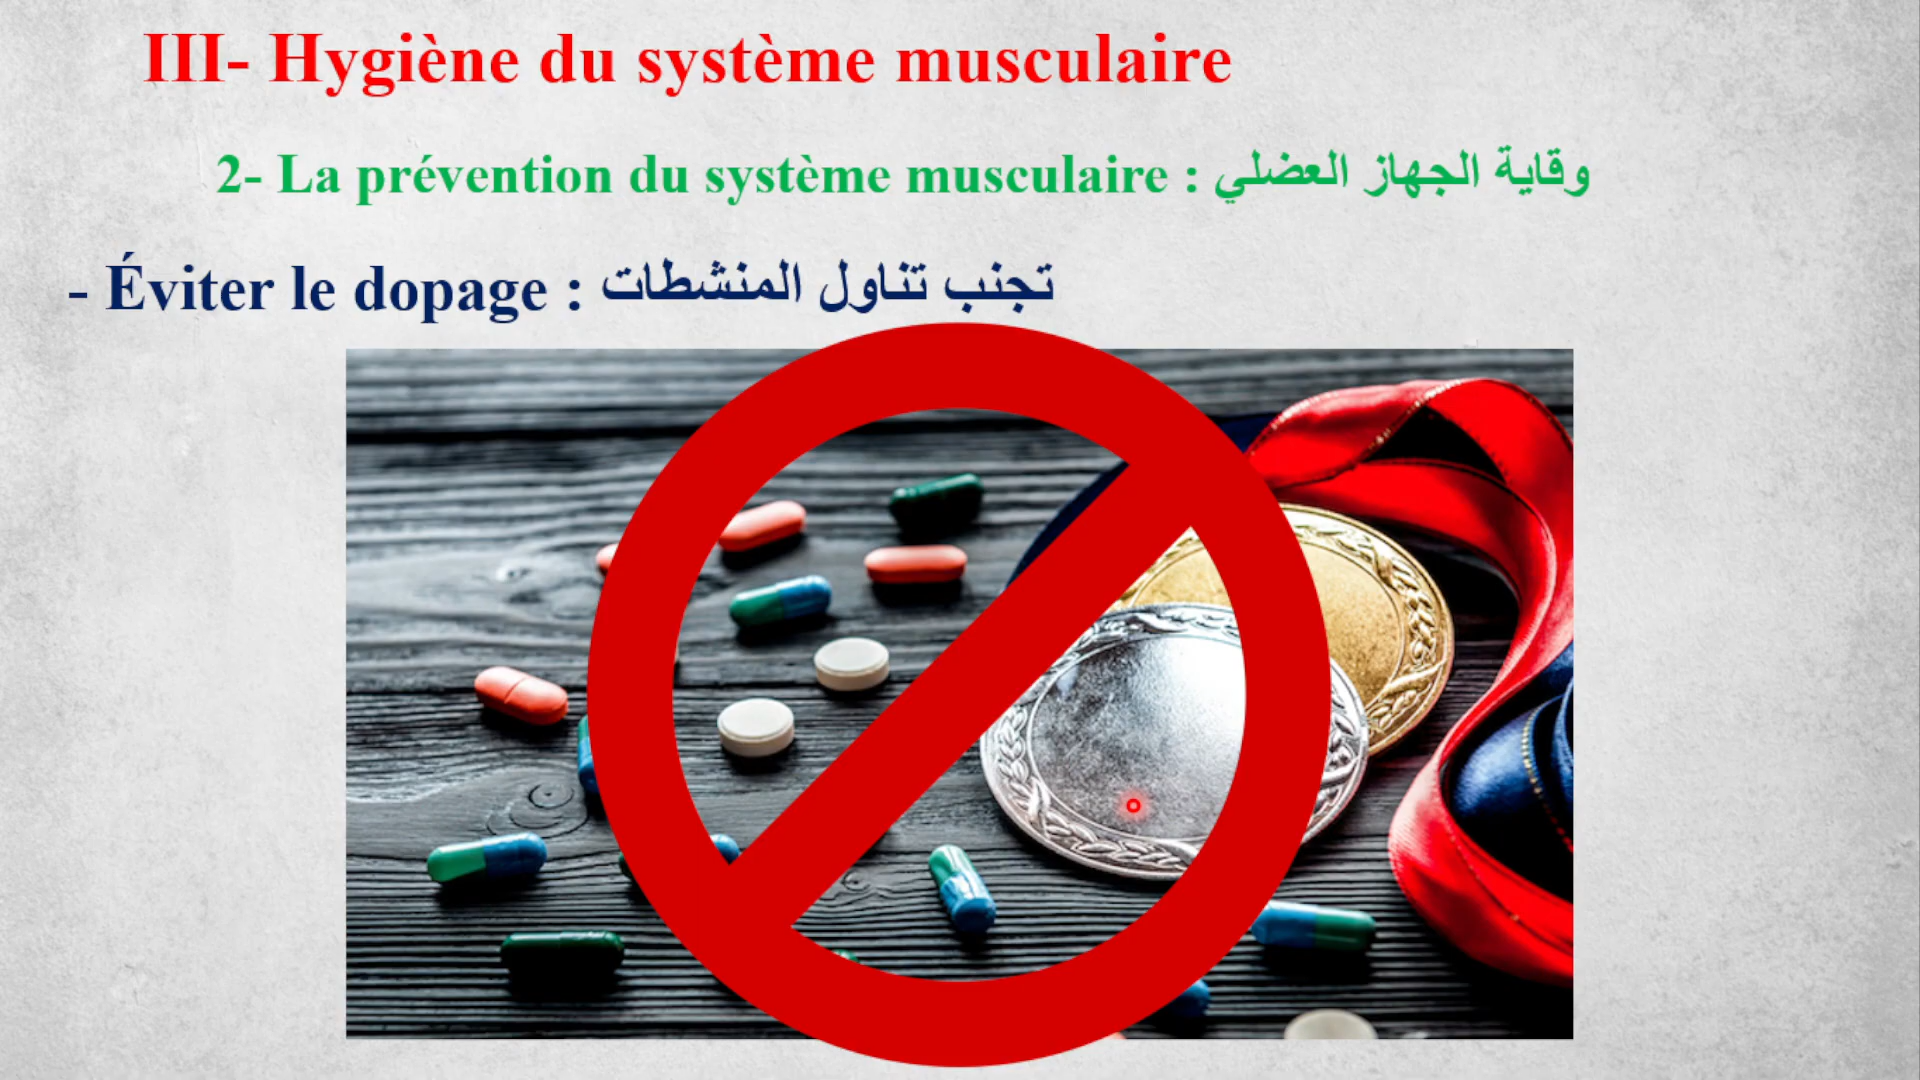 III- Hygiène du système musculaire
2- La prévention du système musculaire : وقاية الجهاز العضلي
- Éviter le dopage : تجنب تناول المنشطات